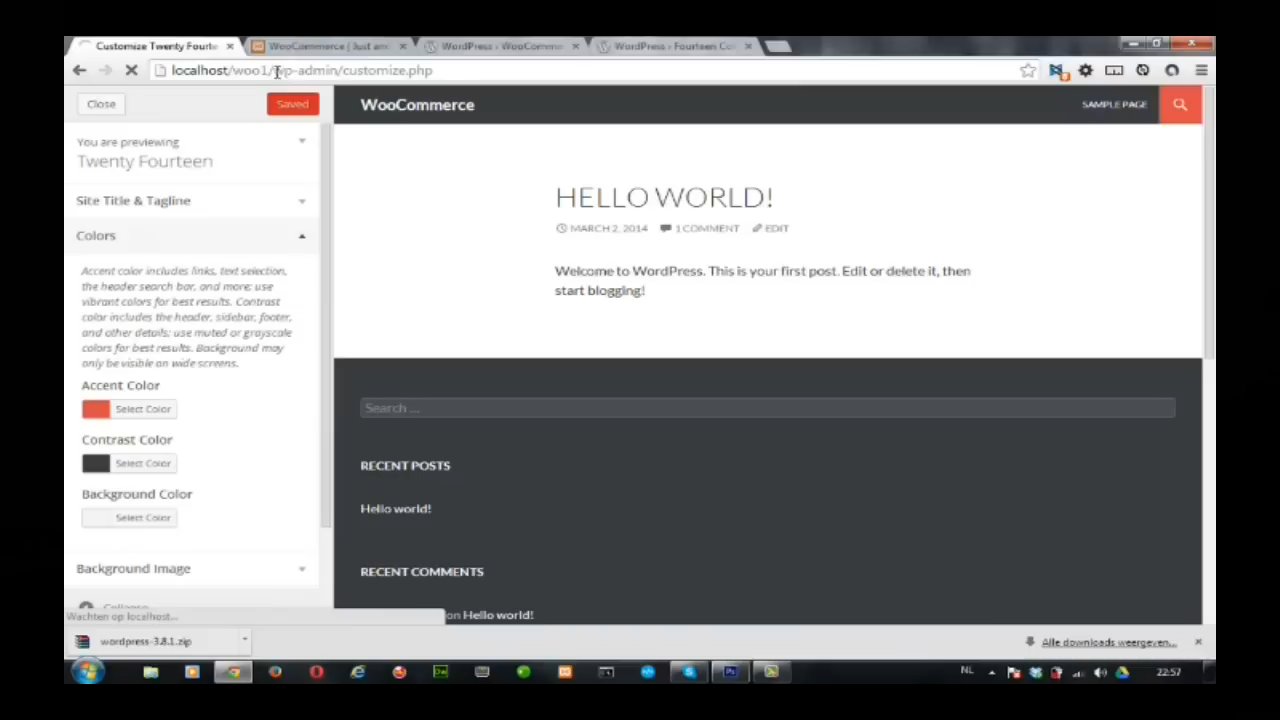 Customize Twenty Fourte
WooCommerce | Just an
WordPress › WooComme
WordPress › Fourteen Co
localhost/woo1/wp-admin/customize.php
Close
Saved
WooCommerce
SAMPLE PAGE
You are previewing
Twenty Fourteen
Site Title & Tagline
Colors
Accent color includes links, text selection,
the header search bar, and more; use
vibrant colors for best results. Contrast
color includes the header, sidebar, footer,
and other details; use muted or grayscale
colors for best results. Background may
only be visible on wide screens.
Accent Color
Select Color
Contrast Color
Select Color
Background Color
Select Color
Background Image
Collapse
HELLO WORLD!
MARCH 2, 2014 1 COMMENT EDIT
Welcome to WordPress. This is your first post. Edit or delete it, then
start blogging!
Search ...
RECENT POSTS
Hello world!
RECENT COMMENTS
on Hello world!
Wachten op localhost...
wordpress-3.8.1.zip
Alle downloads weergeven...
NL
22:57